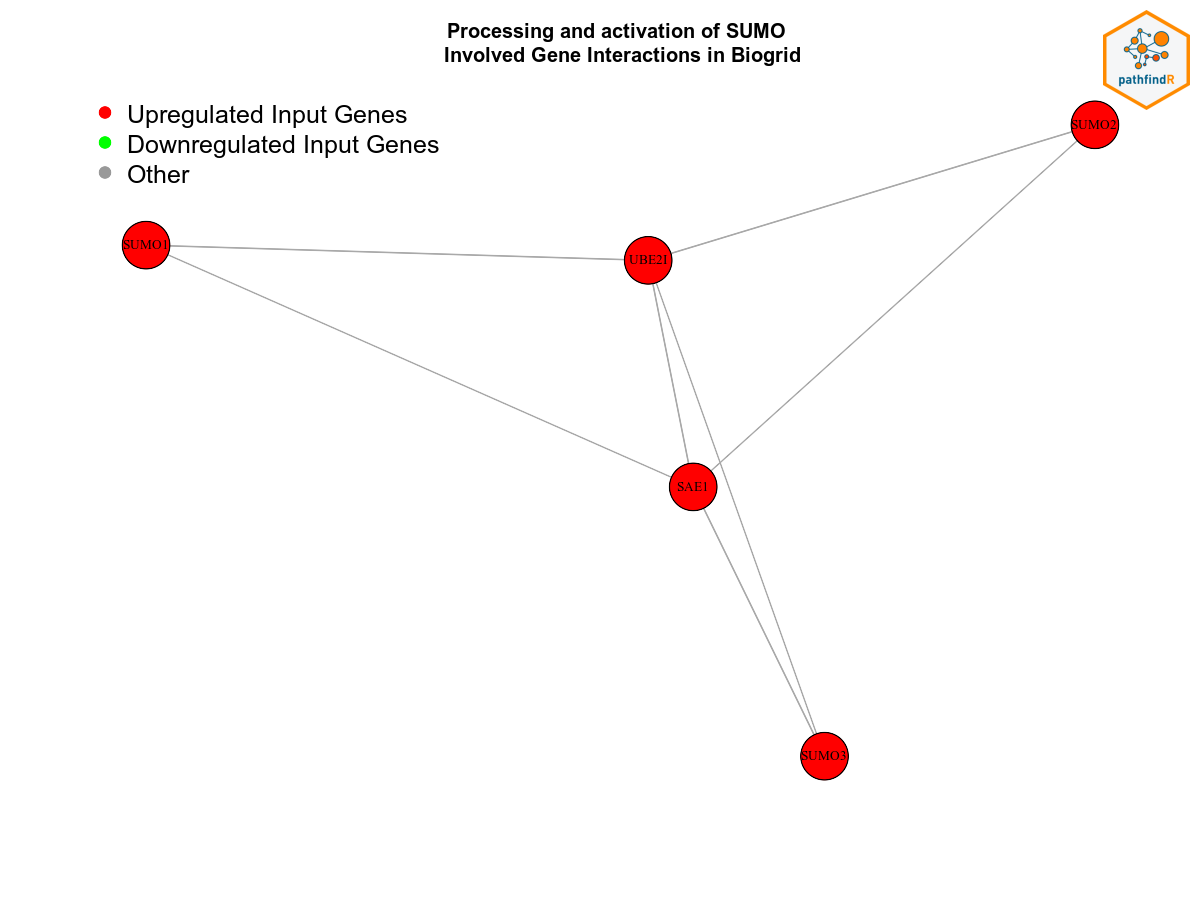 Processing and activation of SUMO
Involved Gene Interactions in Biogrid
pathfindR
Upregulated Input Genes
Downregulated Input Genes
Other
SUMO2
SUMO1
UBE2I
SAE1
SUMO3